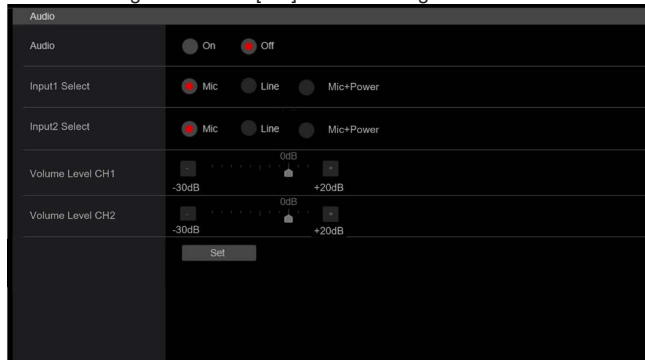 Audio
Audio On Off
Input1 Select Mic Line Mic+Power
Input2 Select Mic Line Mic+Power
0dB
Volume Level CH1 - +
-30dB +20dB
0dB
Volume Level CH2 - +
-30dB +20dB
Set